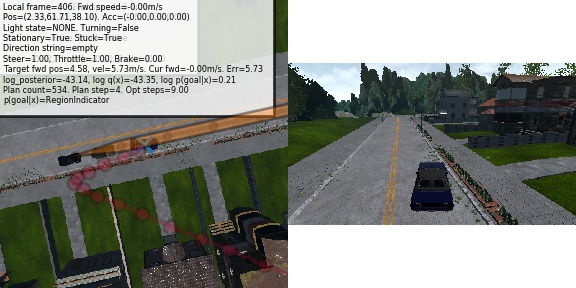 Local frame=406. Fwd speed=-0.00m/s
Pos=(2.33,61.71,38.10). Acc=(-0.00,0.00,0.00)
Light state=NONE. Turning=False
Stationary=True. Stuck=True
Direction string=empty
Steer=1.00, Throttle=1.00, Brake=0.00
Target fwd pos=4.58, vel=5.73m/s. Cur fwd=-0.00m/s. Err=5.73
log_posterior=-43.14, log q(x)=-43.35, log p(goal|x)=0.21
Plan count=534. Plan step=4. Opt steps=9.00
p(goal|x)=RegionIndicator